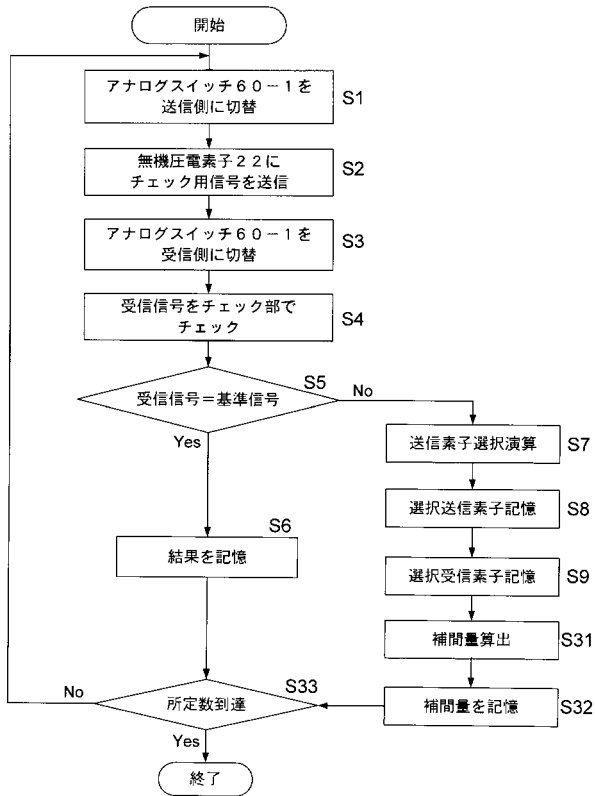 開始
アナログスイッチ６０－１を
送信側に切替
S1
無機圧電素子２２に
チェック用信号を送信
S2
アナログスイッチ６０－１を
受信側に切替
S3
受信信号をチェック部で
チェック
S4
受信信号＝基準信号
S5
No
Yes
送信素子選択演算
S7
選択送信素子記憶
S8
S6
結果を記憶
選択受信素子記憶
S9
補間量算出
S31
補間量を記憶
S32
所定数到達
S33
No
Yes
終了